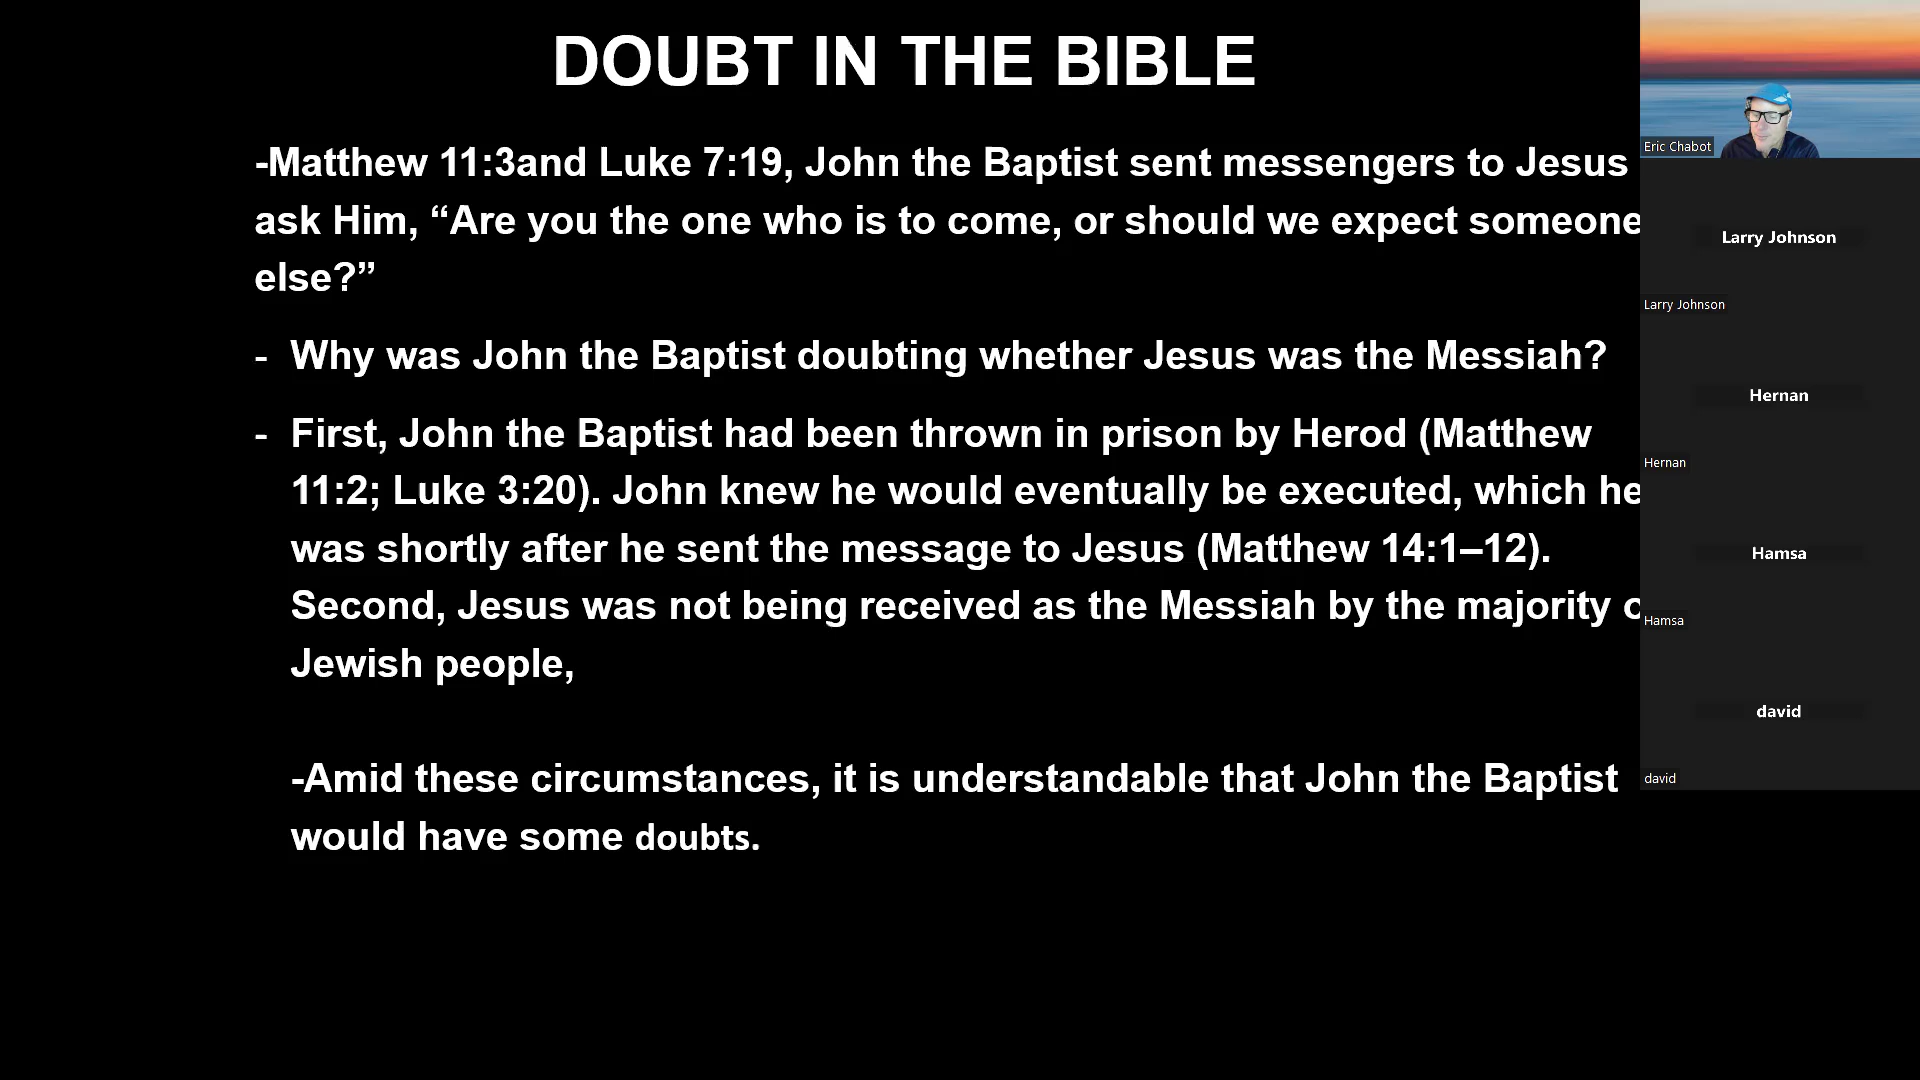 DOUBT IN THE BIBLE
-Matthew 11:3and Luke 7:19, John the Baptist sent messengers to Jesus
ask Him, “Are you the one who is to come, or should we expect someone
else?”
- Why was John the Baptist doubting whether Jesus was the Messiah?
- First, John the Baptist had been thrown in prison by Herod (Matthew
11:2; Luke 3:20). John knew he would eventually be executed, which he
was shortly after he sent the message to Jesus (Matthew 14:1–12).
Second, Jesus was not being received as the Messiah by the majority
Jewish people,
-Amid these circumstances, it is understandable that John the Baptist
would have some doubts.
Eric Chabot
Larry Johnson
Larry Johnson
Hernan
Hernan
Hamsa
Hamsa
david
david